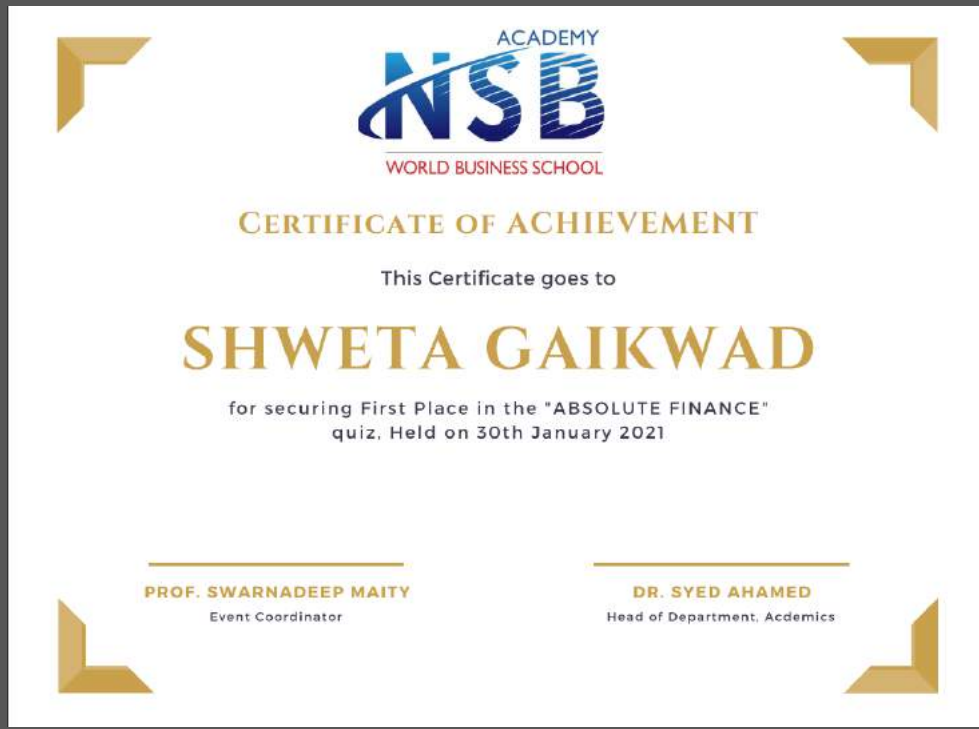 ACADEMY
NSB
WORLD BUSINESS SCHOOL
CERTIFICATE OF ACHIEVEMENT
This Certificate goes to
SHWETA GAIKWAD
for securing First Place in the "ABSOLUTE FINANCE"
quiz, Held on 30th January 2021
PROF. SWARNADEEP MAITY
Event Coordinator
DR. SYED AHAMED
Head of Department, Acdemics